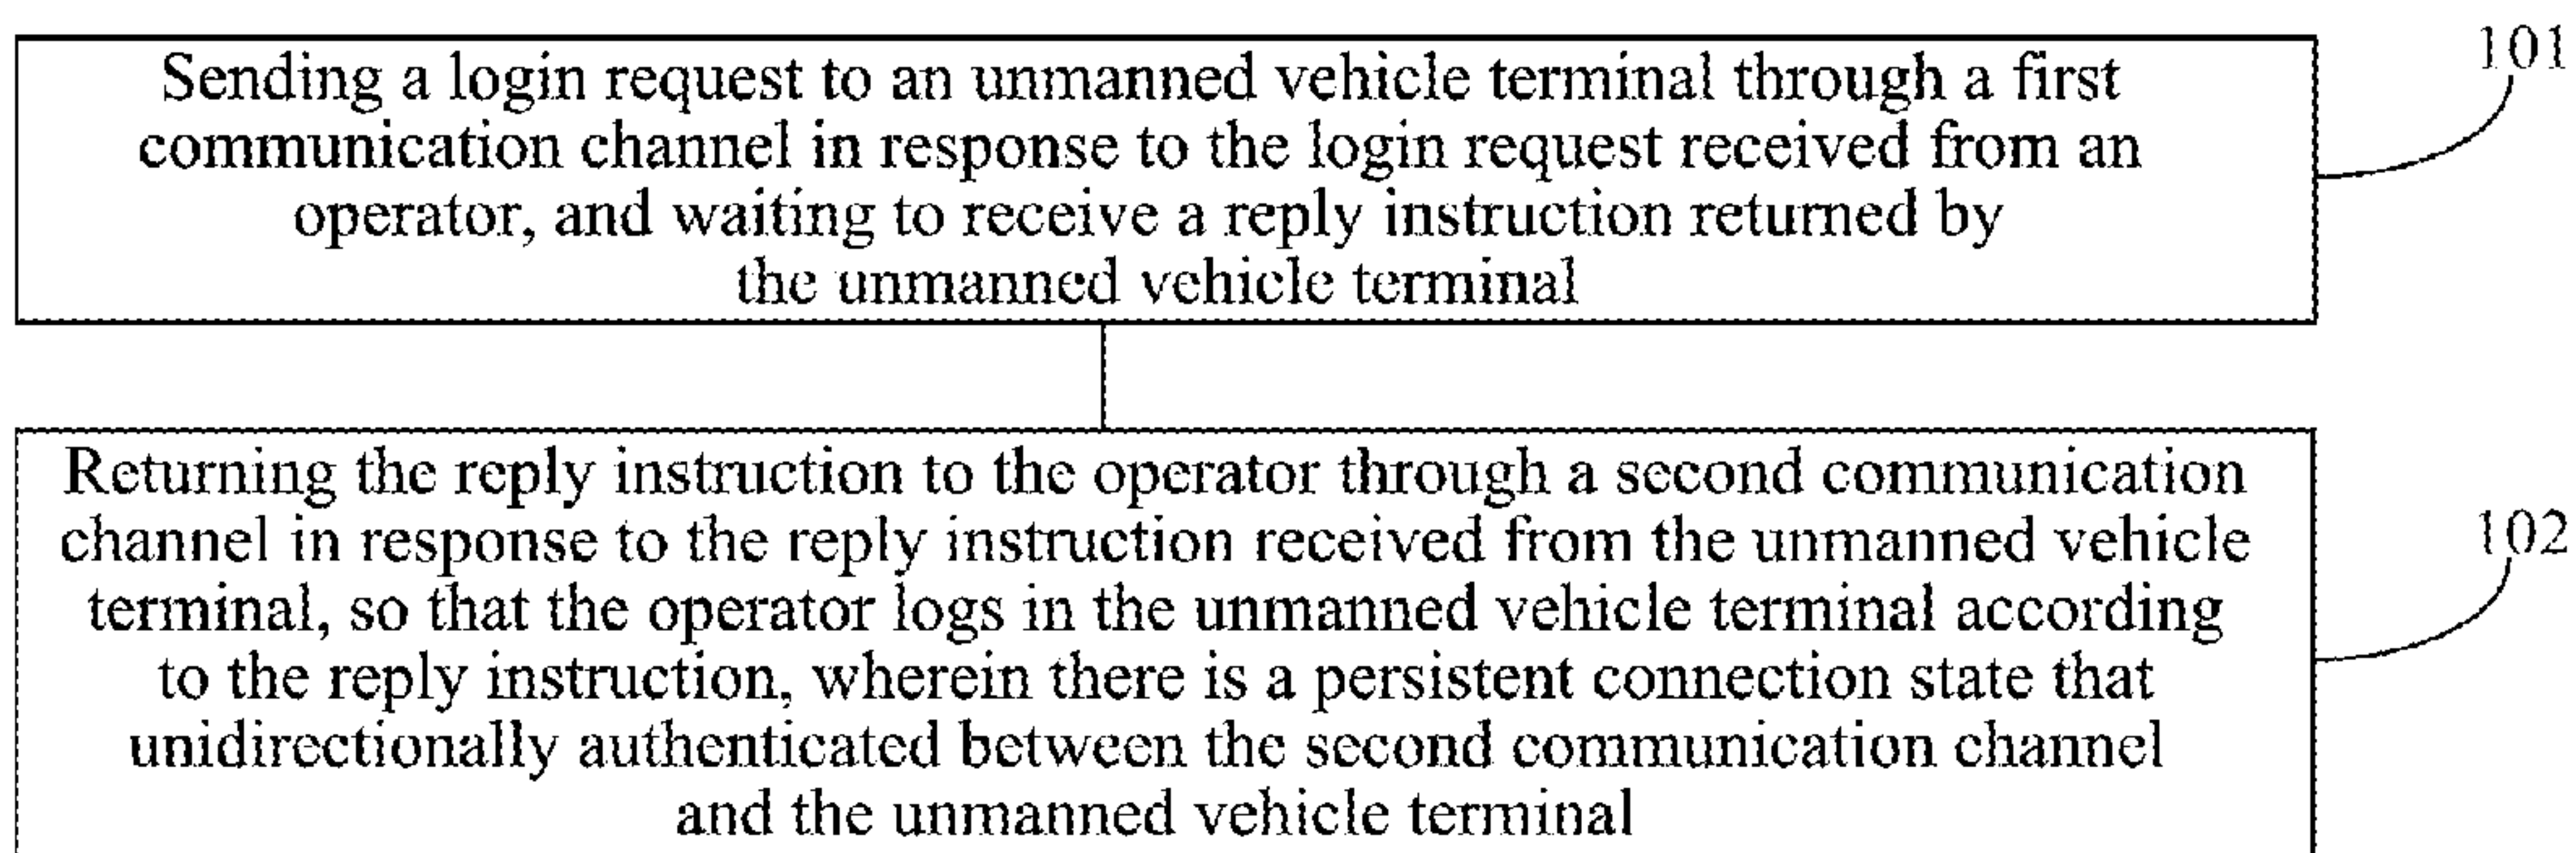 101
Sending a login request to an unmanned vehicle terminal through a first
communication channel in response to the login request received from an
operator, and waiting to receive a reply instruction returned by
the unmanned vehicle terminal
Returning the reply instruction to the operator through a second communication
channel in response to the reply instruction received from the unmanned vehicle
102
terminal, so that the operator logs in the unmanned vehicle terminal according
to the reply instruction, wherein there is a persistent connection state that
unidirectionally authenticated between the second communication channel
and the unmanned vehicle terminal